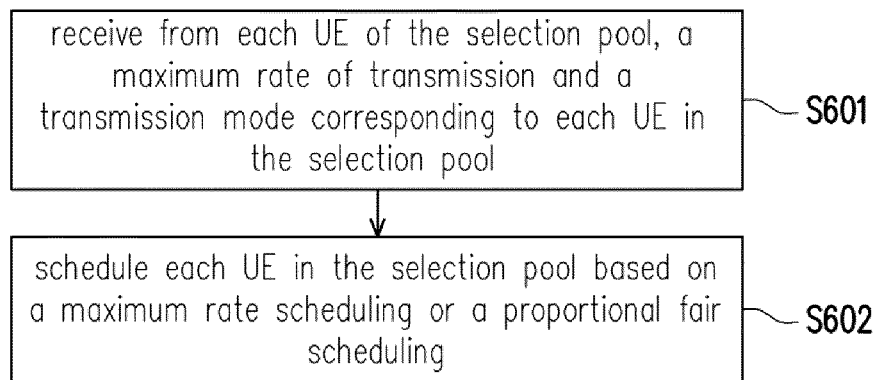 receive from each UE of the selection pool, a
maximum rate of transmission and a
transmission mode corresponding to each UE in
the selection pool
S601
schedule each UE in the selection pool based on
a maximum rate scheduling or a proportional fair
scheduling
S602